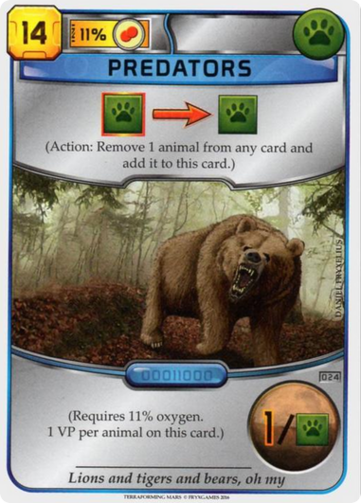 14
11%
PREDATORS
(Action: Remove 1 animal from any card and
add it to this card.)
DANIEL FRYXELIUS
00011000
024
(Requires 11% oxygen.
1 VP per animal on this card.)
1/
Lions and tigers and bears, oh my
TERRAFORMING MARS © FRYXGAMES 2016